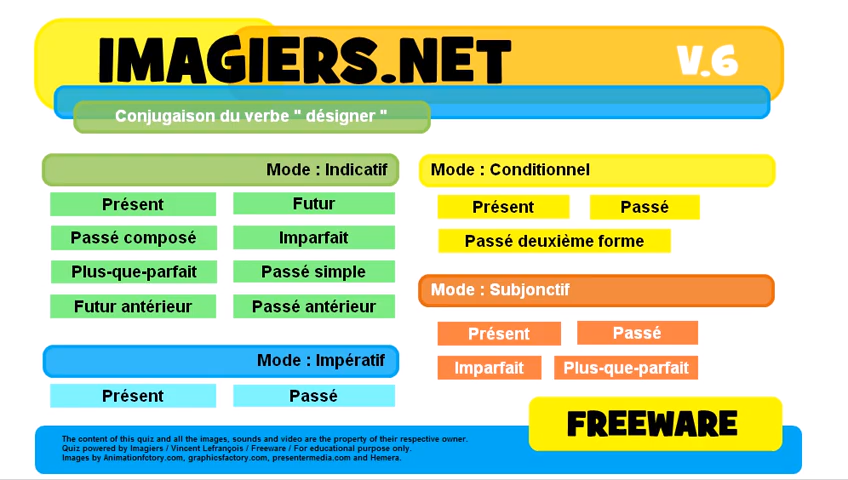 IMAGIERS.NET
V.6
Conjugaison du verbe " désigner "
Mode : Indicatif
Présent
Futur
Passé composé
Imparfait
Plus-que-parfait
Passé simple
Futur antérieur
Passé antérieur
Mode : Impératif
Présent
Passé
Mode : Conditionnel
Présent
Passé
Passé deuxième forme
Mode : Subjonctif
Présent
Passé
Imparfait
Plus-que-parfait
FREEWARE
The content of this quiz and all the images, sounds and video are the property of their respective owner.
Quiz powered by Imagiers / Vincent Lefrançois / Freeware / For educational purpose only.
Images by Animationfctory.com, graphicsfactory.com, presentermedia.com and Hemera.